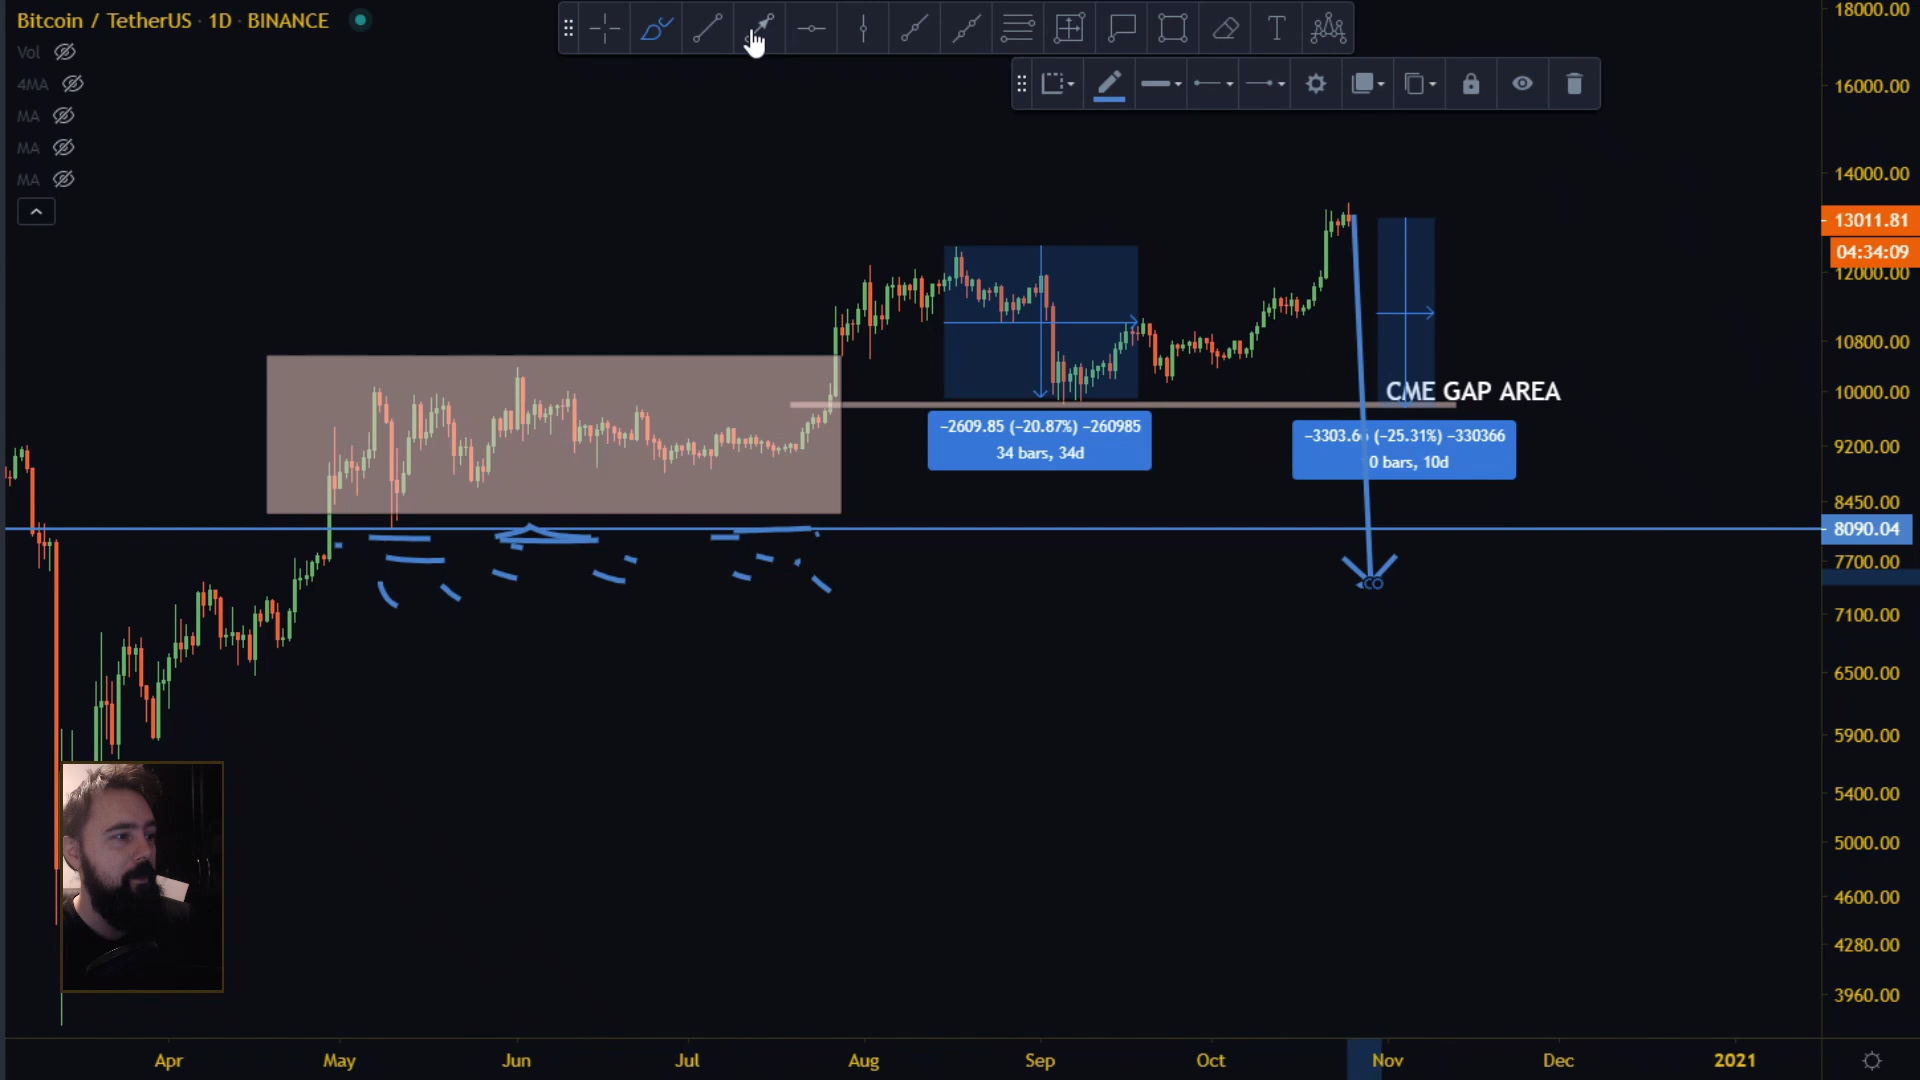 Bitcoin / TetherUS · 1D · BINANCE
Vol
4MA
MA
MA
MA
T
18000.00
16000.00
14000.00
13011.81
04:34:09
12000.00
10800.00
10000.00
9200.00
8450.00
8090.04
7700.00
7100.00
6500.00
5900.00
5400.00
5000.00
4600.00
4280.00
3960.00
CME GAP AREA
−2609.85 (−20.87%) −260985
34 bars, 34d
−3303.66 (−25.31%) −330366
0 bars, 10d
Apr
May
Jun
Jul
Aug
Sep
Oct
Nov
Dec
2021